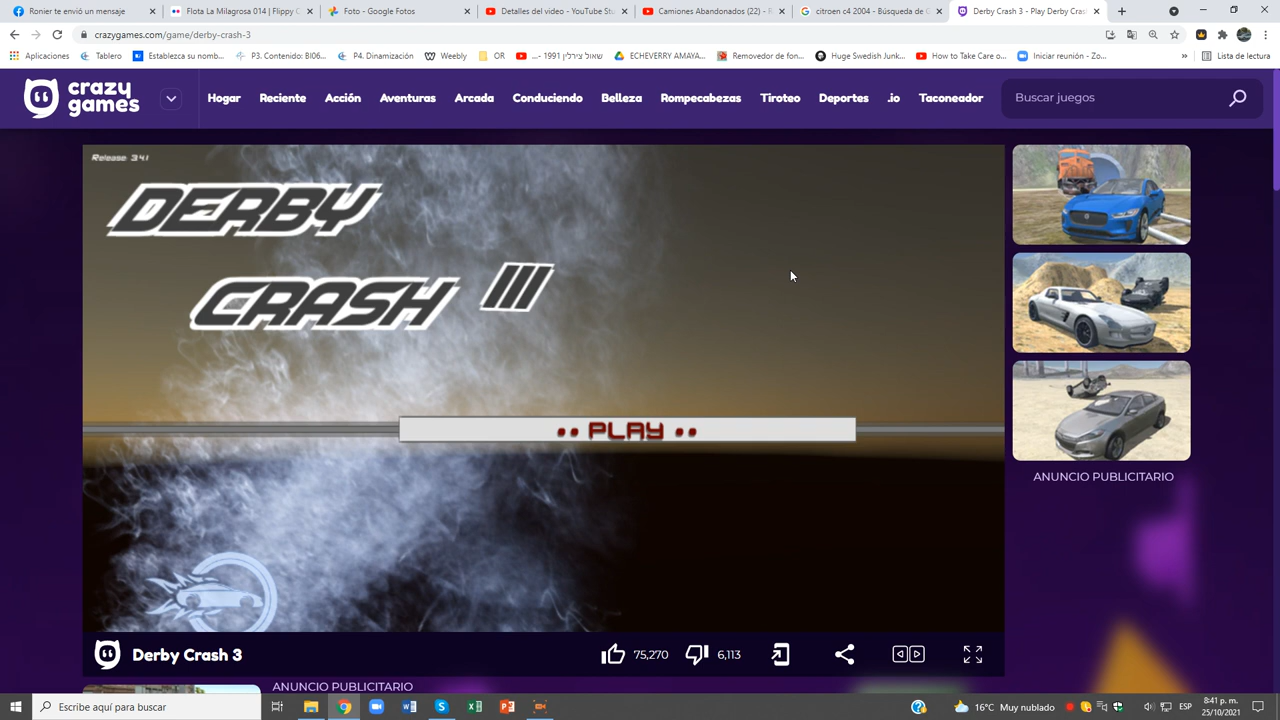 Ronier te envió un mensaje
Flota La Milagrosa 014 | Flippy C
Foto - Google Fotos
Detalles del video - YouTube Stu
Camiones Abandonados (22) - R
citroen c4 2004 - Búsqueda de G
Derby Crash 3 - Play Derby Cras
crazygames.com/game/derby-crash-3
Aplicaciones
Tablero
Establezca su nomb...
P3. Contenido: BI06...
P4. Dinamización
Weebly
OR
שאול צירלין 1991 -...
ECHEVERRY AMAYA...
Removedor de fon...
Huge Swedish Junk...
How to Take Care o...
Iniciar reunión - Zo...
»
Lista de lectura
crazy
games
Hogar
Reciente
Acción
Aventuras
Arcada
Conduciendo
Belleza
Rompecabezas
Tiroteo
Deportes
.io
Taconeador
Buscar juegos
Release 3.41
DERBY
CRASH III
•• PLAY ••
ANUNCIO PUBLICITARIO
Derby Crash 3
75,270
6,113
ANUNCIO PUBLICITARIO
Escribe aquí para buscar
16°C Muy nublado
ESP
8:41 p. m.
25/10/2021